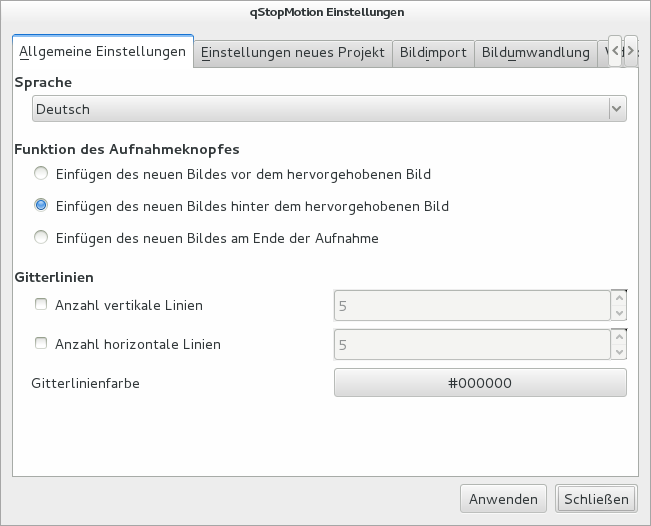 qStopMotion Einstellungen
Allgemeine Einstellungen Einstellungen neues Projekt Bildimport Bildumwandlung
Sprache
Deutsch
Funktion des Aufnahmeknopfes
Einfügen des neuen Bildes vor dem hervorgehobenen Bild
Einfügen des neuen Bildes hinter dem hervorgehobenen Bild
Einfügen des neuen Bildes am Ende der Aufnahme
Gitterlinien
Anzahl vertikale Linien 5
Anzahl horizontale Linien 5
Gitterlinienfarbe #000000
Anwenden Schließen